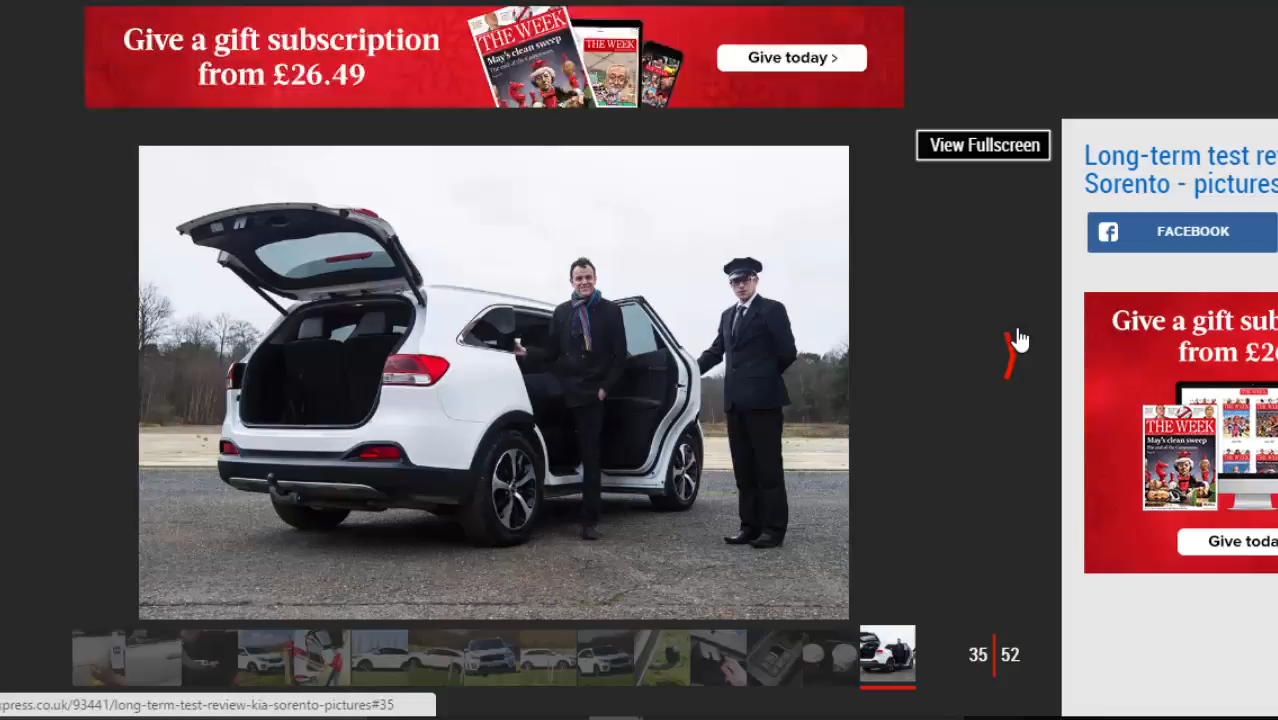 Give a gift subscription
from £26.49
THE WEEK
May's clean sweep
THE WEEK
Give today >
View Fullscreen
Long-term test re
Sorento - pictures
FACEBOOK
Give a gift sub
from £2
THE WEEK
May's clean sweep
THE WEEK
Give toda
35 52
press.co.uk/93441/long-term-test-review-kia-sorento-pictures#35